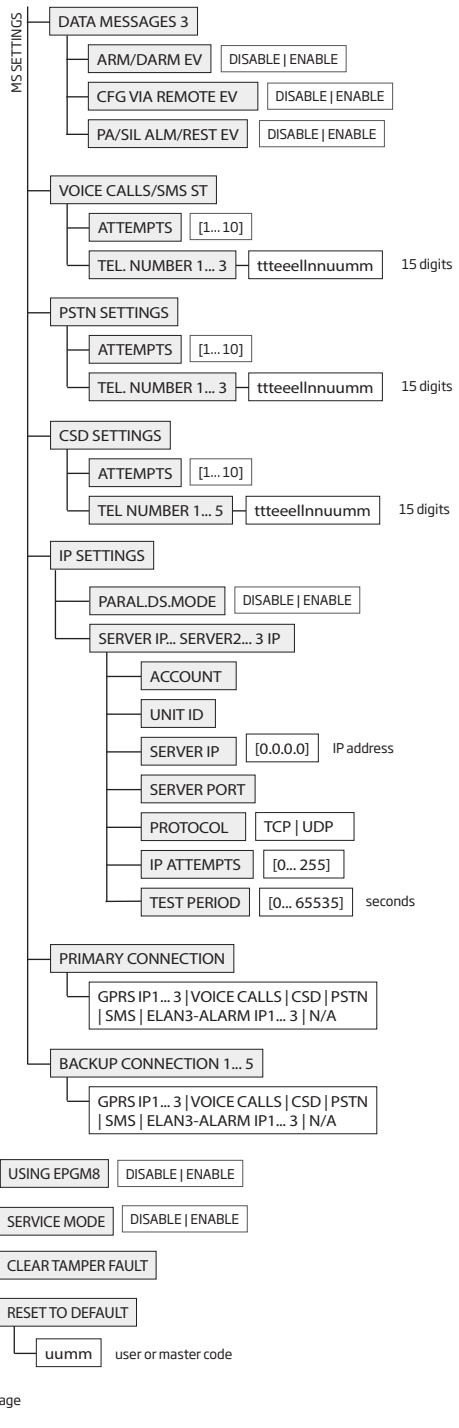 MS SETTINGS
DATA MESSAGES 3
ARM/DARM EV DISABLE | ENABLE
CFG VIA REMOTE EV DISABLE | ENABLE
PA/SIL ALM/REST EV DISABLE | ENABLE
VOICE CALLS/SMS ST
ATTEMPTS [1... 10]
TEL. NUMBER 1... 3 ttteeellnnuumm 15 digits
PSTN SETTINGS
ATTEMPTS [1... 10]
TEL. NUMBER 1... 3 ttteeellnnuumm 15 digits
CSD SETTINGS
ATTEMPTS [1... 10]
TEL NUMBER 1... 5 ttteeellnnuumm 15 digits
IP SETTINGS
PARAL.DS.MODE DISABLE | ENABLE
SERVER IP... SERVER2... 3 IP
ACCOUNT
UNIT ID
SERVER IP [0.0.0.0] IP address
SERVER PORT
PROTOCOL TCP | UDP
IP ATTEMPTS [0... 255]
TEST PERIOD [0... 65535] seconds
PRIMARY CONNECTION
GPRS IP1... 3 | VOICE CALLS | CSD | PSTN
| SMS | ELAN3-ALARM IP1... 3 | N/A
BACKUP CONNECTION 1... 5
GPRS IP1... 3 | VOICE CALLS | CSD | PSTN
| SMS | ELAN3-ALARM IP1... 3 | N/A
USING EPGM8 DISABLE | ENABLE
SERVICE MODE DISABLE | ENABLE
CLEAR TAMPER FAULT
RESET TO DEFAULT
uumm user or master code
age